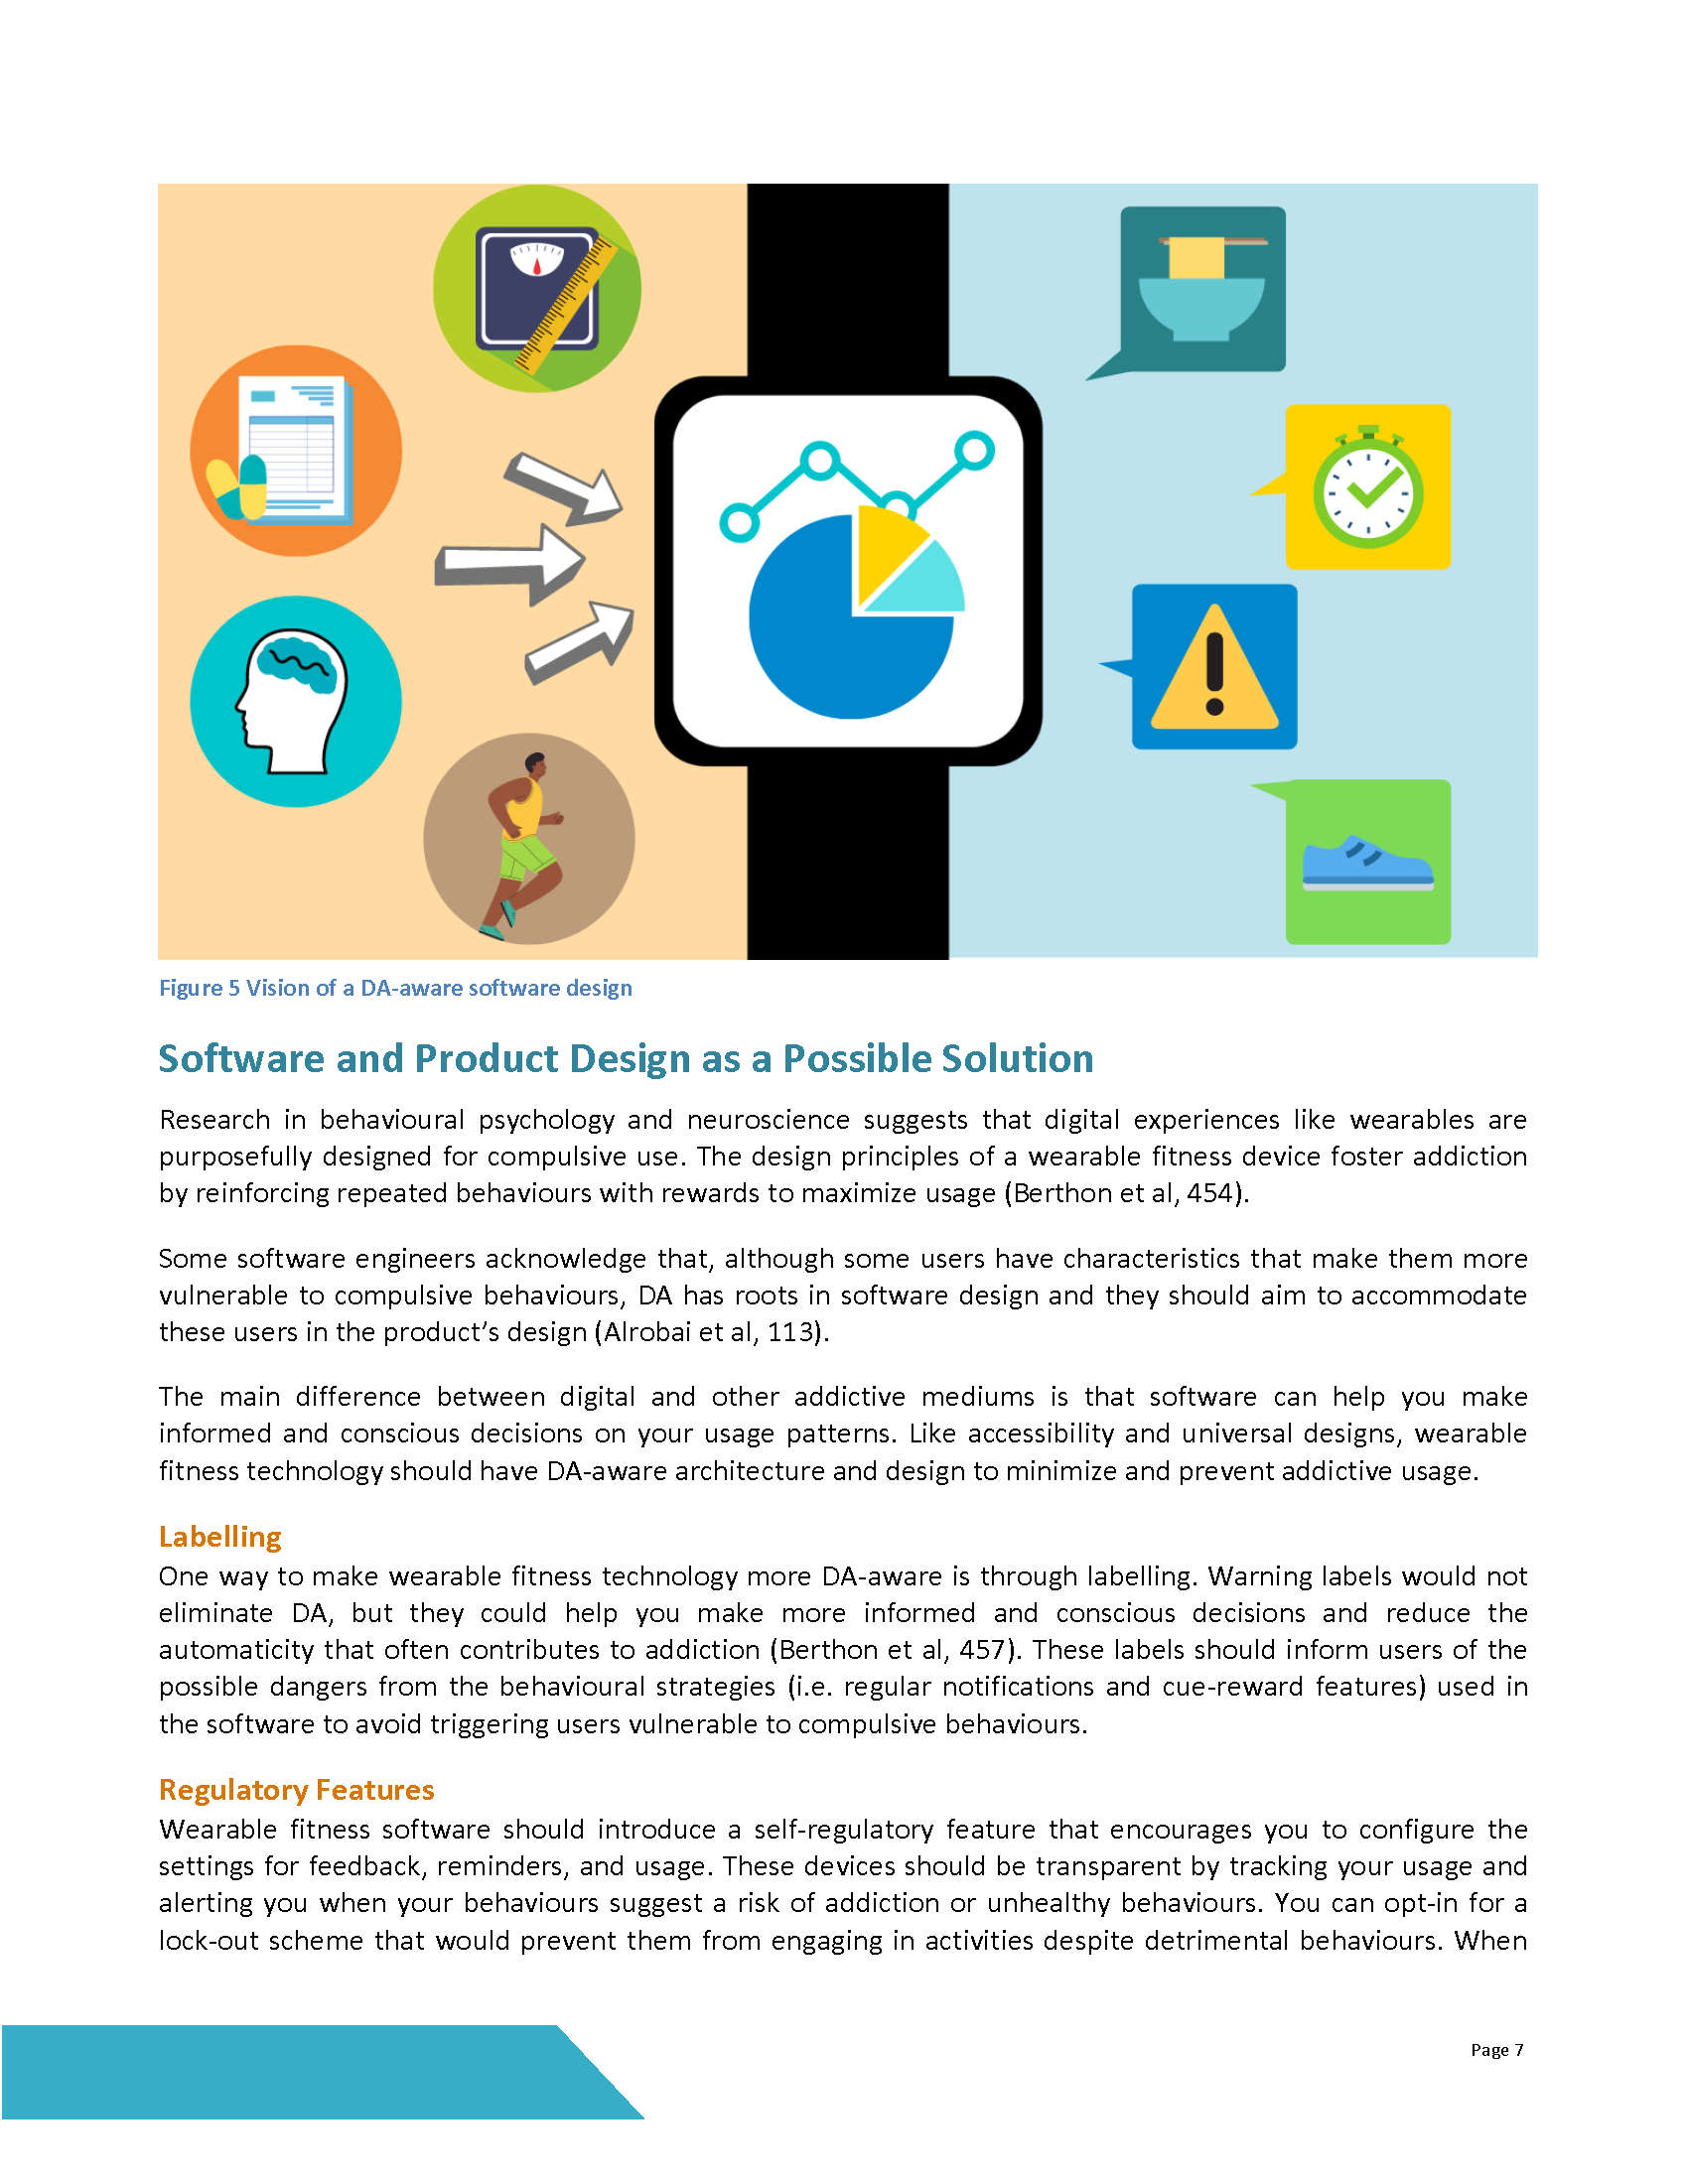 Figure 5 Vision of a DA-aware software design
Software and Product Design as a Possible Solution
Research in behavioural psychology and neuroscience suggests that digital experiences like wearables are
purposefully designed for compulsive use. The design principles of a wearable fitness device foster addiction
by reinforcing repeated behaviours with rewards to maximize usage (Berthon et al, 454).
Some software engineers acknowledge that, although some users have characteristics that make them more
vulnerable to compulsive behaviours, DA has roots in software design and they should aim to accommodate
these users in the product’s design (Alrobai et al, 113).
The main difference between digital and other addictive mediums is that software can help you make
informed and conscious decisions on your usage patterns. Like accessibility and universal designs, wearable
fitness technology should have DA-aware architecture and design to minimize and prevent addictive usage.
Labelling
One way to make wearable fitness technology more DA-aware is through labelling. Warning labels would not
eliminate DA, but they could help you make more informed and conscious decisions and reduce the
automaticity that often contributes to addiction (Berthon et al, 457). These labels should inform users of the
possible dangers from the behavioural strategies (i.e. regular notifications and cue-reward features) used in
the software to avoid triggering users vulnerable to compulsive behaviours.
Regulatory Features
Wearable fitness software should introduce a self-regulatory feature that encourages you to configure the
settings for feedback, reminders, and usage. These devices should be transparent by tracking your usage and
alerting you when your behaviours suggest a risk of addiction or unhealthy behaviours. You can opt-in for a
lock-out scheme that would prevent them from engaging in activities despite detrimental behaviours. When
Page 7